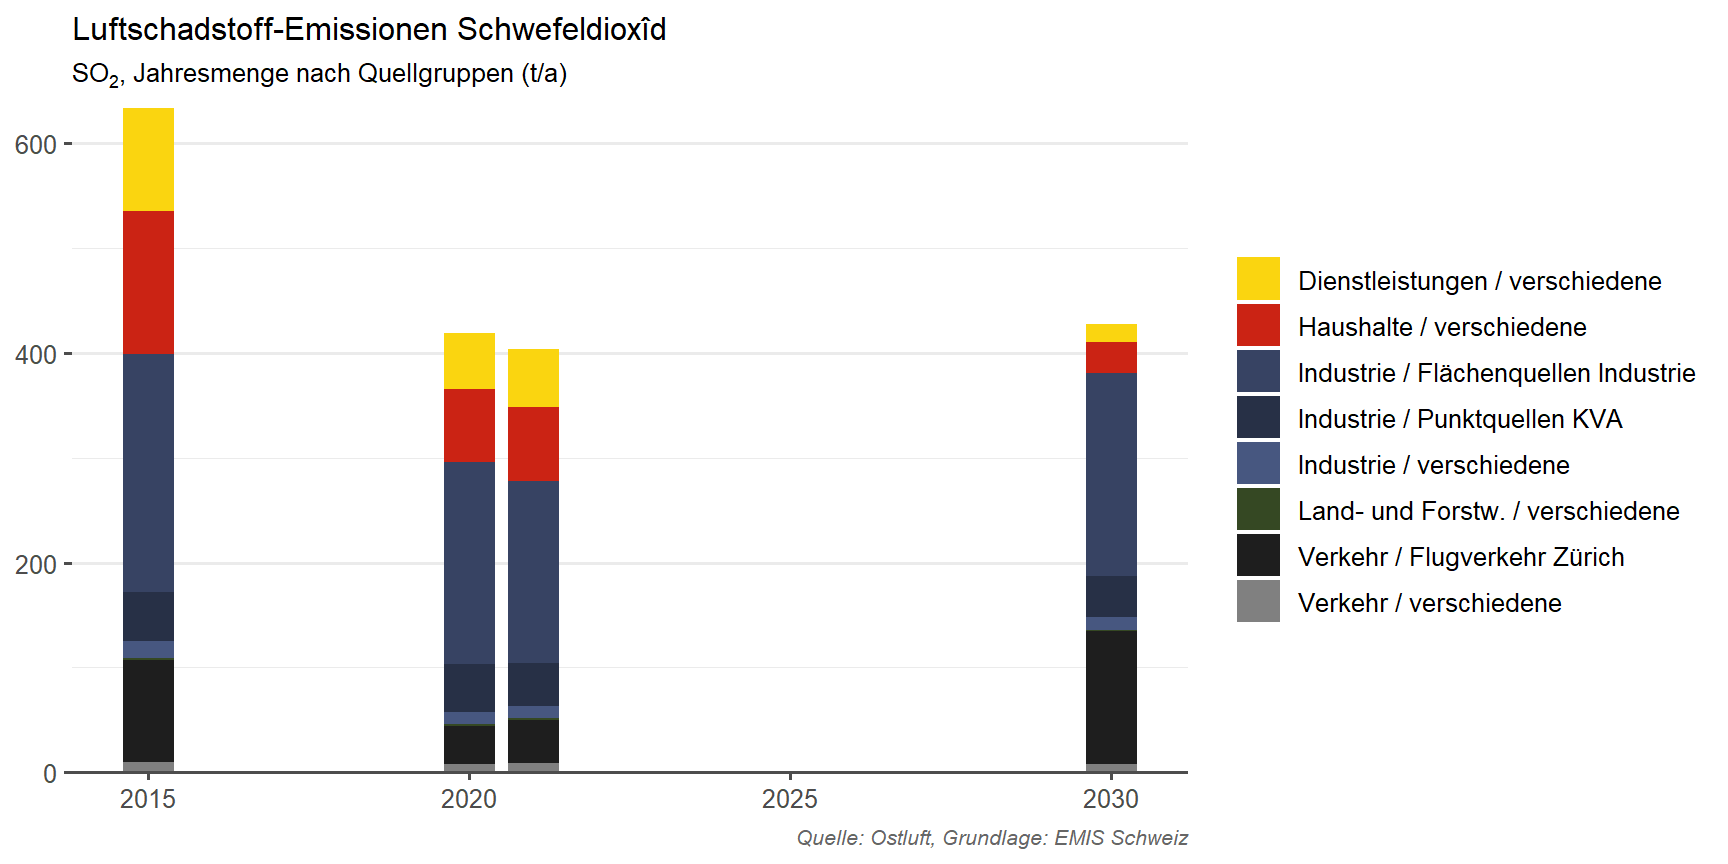 Luftschadstoff-Emissionen Schwefeldioxîd
SO₂, Jahresmenge nach Quellgruppen (t/a)
600
400
200
0
2015 2020 2025 2030
Dienstleistungen / verschiedene
Haushalte / verschiedene
Industrie / Flächenquellen Industrie
Industrie / Punktquellen KVA
Industrie / verschiedene
Land- und Forstw. / verschiedene
Verkehr / Flugverkehr Zürich
Verkehr / verschiedene
Quelle: Ostluft, Grundlage: EMIS Schweiz